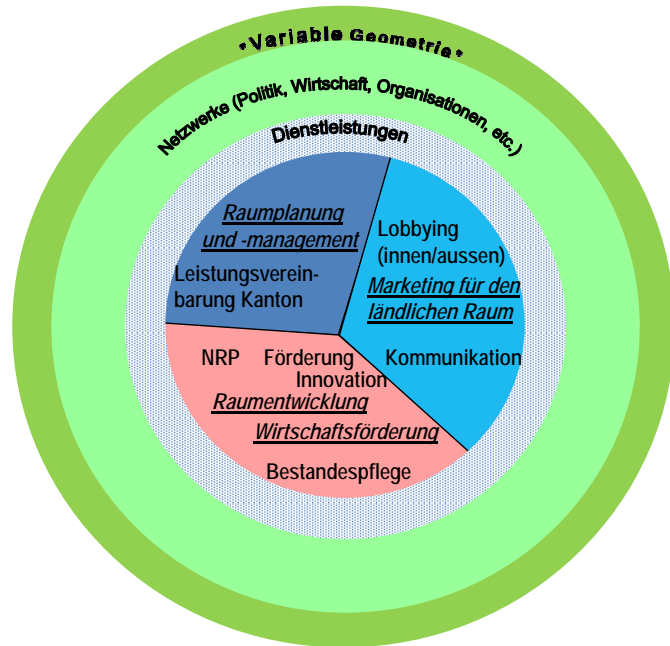 "Variable Geometrie"
Netzwerke (Politik, Wirtschaft, Organisationen, etc.)
Dienstleistungen
Raumplanung
und -management
Leistungsverein-
barung Kanton
Lobbying
(innen/aussen)
Marketing für den
ländlichen Raum
Kommunikation
NRP Förderung
Innovation
Raumentwicklung
Wirtschaftsförderung
Bestandespflege